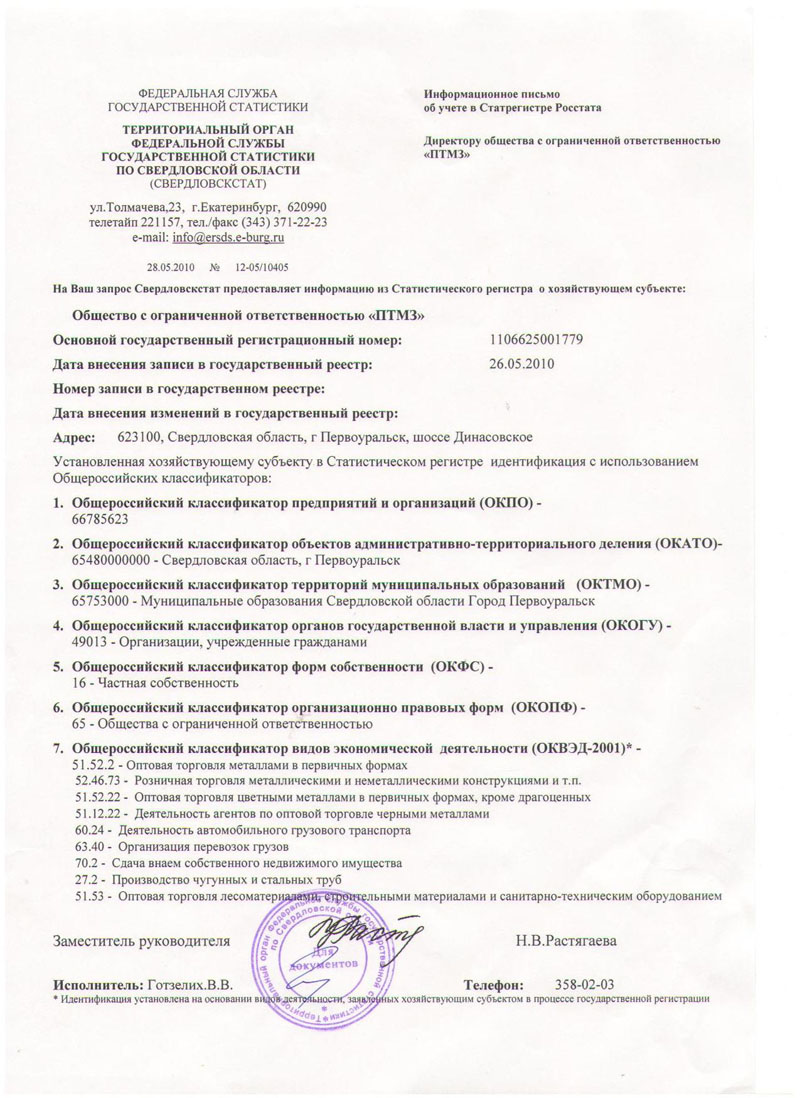 ФЕДЕРАЛЬНАЯ СЛУЖБА
ГОСУДАРСТВЕННОЙ СТАТИСТИКИ
ТЕРРИТОРИАЛЬНЫЙ ОРГАН
ФЕДЕРАЛЬНОЙ СЛУЖБЫ
ГОСУДАРСТВЕННОЙ СТАТИСТИКИ
ПО СВЕРДЛОВСКОЙ ОБЛАСТИ
(СВЕРДЛОВСКСТАТ)
ул.Толмачева,23, г.Екатеринбург, 620990
телетайп 221157, тел./факс (343) 371-22-23
e-mail: info@ersds.e-burg.ru
28.05.2010 № 12-05/10405
Информационное письмо
об учете в Статрегистре Росстата
Директору общества с ограниченной ответственностью
«ПТМЗ»
На Ваш запрос Свердловскстат предоставляет информацию из Статистического регистра о хозяйствующем субъекте:
Общество с ограниченной ответственностью «ПТМЗ»
Основной государственный регистрационный номер: 1106625001779
Дата внесения записи в государственный реестр: 26.05.2010
Номер записи в государственном реестре:
Дата внесения изменений в государственный реестр:
Адрес: 623100, Свердловская область, г Первоуральск, шоссе Динасовское
Установленная хозяйствующему субъекту в Статистическом регистре идентификация с использованием
Общероссийских классификаторов:
1. Общероссийский классификатор предприятий и организаций (ОКПО) -
66785623
2. Общероссийский классификатор объектов административно-территориального деления (ОКАТО)-
65480000000 - Свердловская область, г Первоуральск
3. Общероссийский классификатор территорий муниципальных образований (ОКТМО) -
65753000 - Муниципальные образования Свердловской области Город Первоуральск
4. Общероссийский классификатор органов государственной власти и управления (ОКОГУ) -
49013 - Организации, учрежденные гражданами
5. Общероссийский классификатор форм собственности (ОКФС) -
16 - Частная собственность
6. Общероссийский классификатор организационно правовых форм (ОКОПФ) -
65 - Общества с ограниченной ответственностью
7. Общероссийский классификатор видов экономической деятельности (ОКВЭД-2001)* -
51.52.2 - Оптовая торговля металлами в первичных формах
52.46.73 - Розничная торговля металлическими и неметаллическими конструкциями и т.п.
51.52.22 - Оптовая торговля цветными металлами в первичных формах, кроме драгоценных
51.12.22 - Деятельность агентов по оптовой торговле черными металлами
60.24 - Деятельность автомобильного грузового транспорта
63.40 - Организация перевозок грузов
70.2 - Сдача внаем собственного недвижимого имущества
27.2 - Производство чугунных и стальных труб
51.53 - Оптовая торговля лесоматериалами, строительными материалами и санитарно-техническим оборудованием
Заместитель руководителя Н.В.Растягаева
Территориальный орган Федеральной службы государственной статистики
по Свердловской области
Для
документов
Исполнитель: Готзелих.В.В. Телефон: 358-02-03
* Идентификация установлена на основании видов деятельности, заявленных хозяйствующим субъектом в процессе государственной регистрации